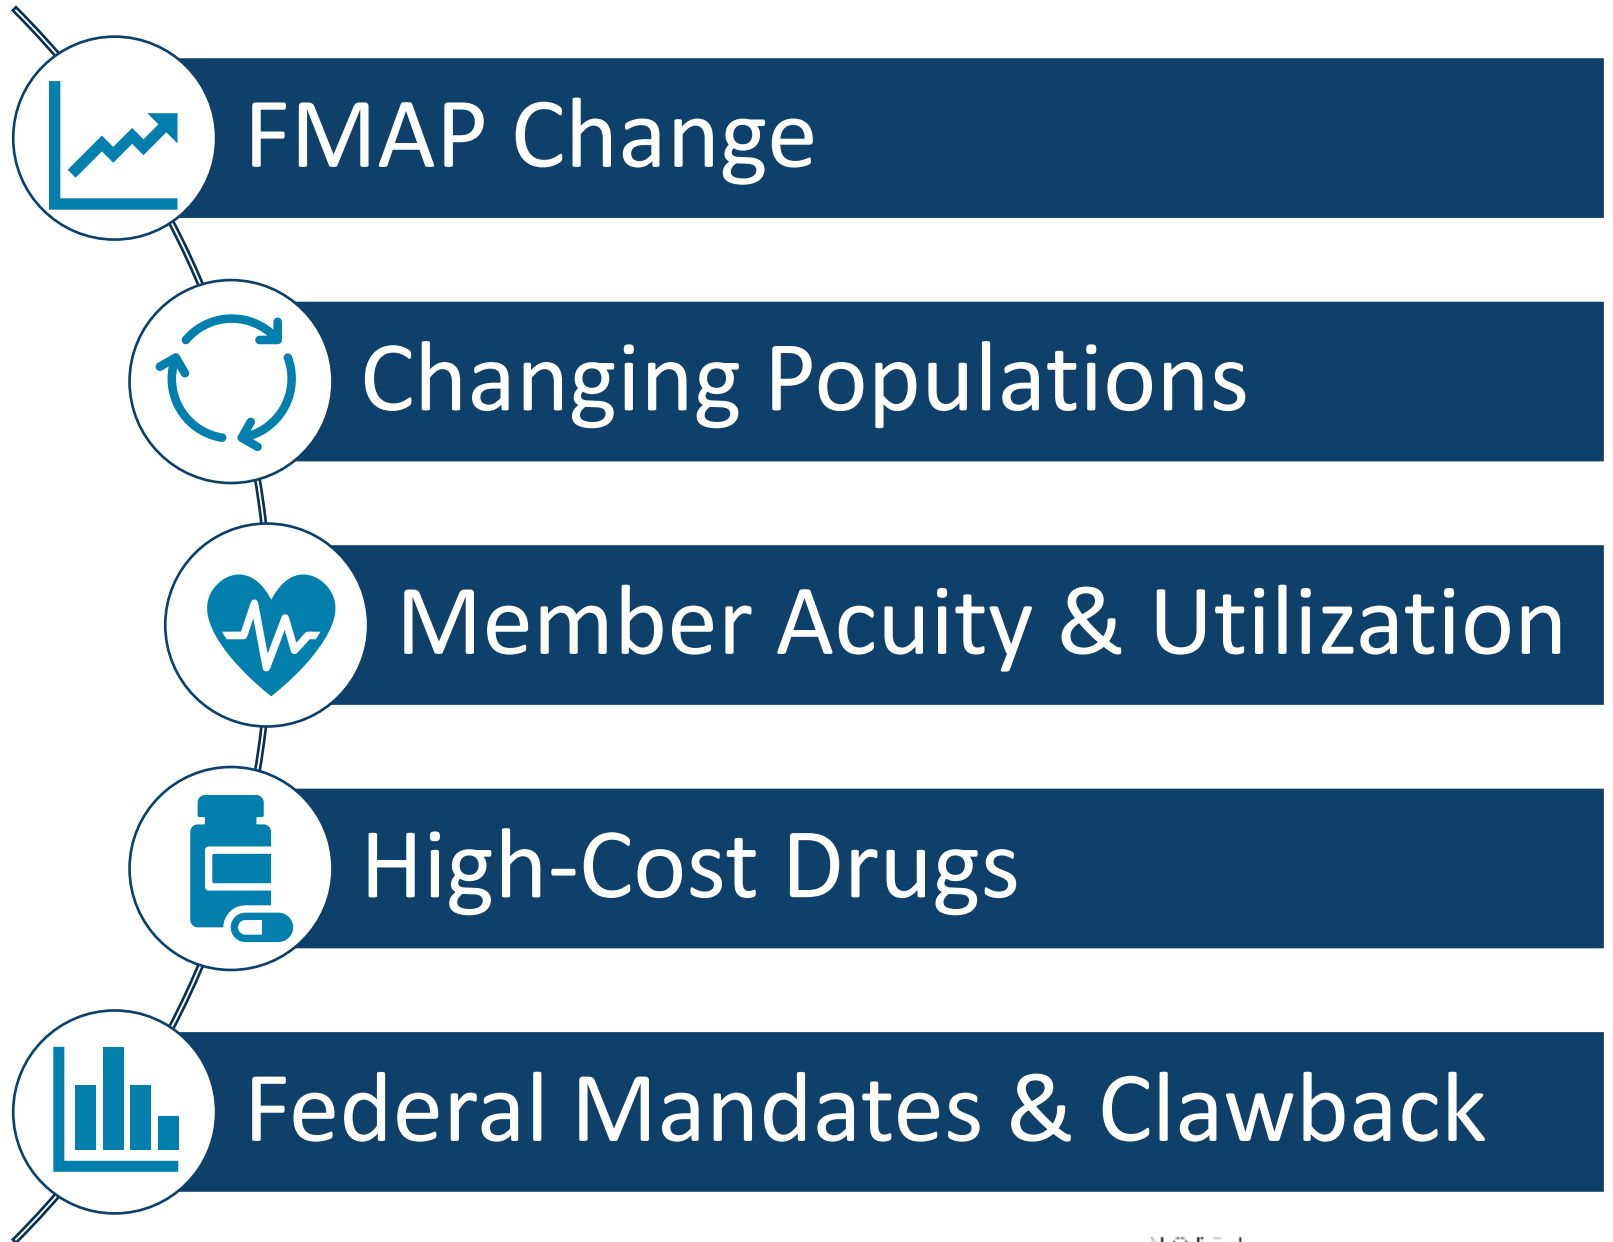 FMAP Change
Changing Populations
Member Acuity & Utilization
High-Cost Drugs
Federal Mandates & Clawback